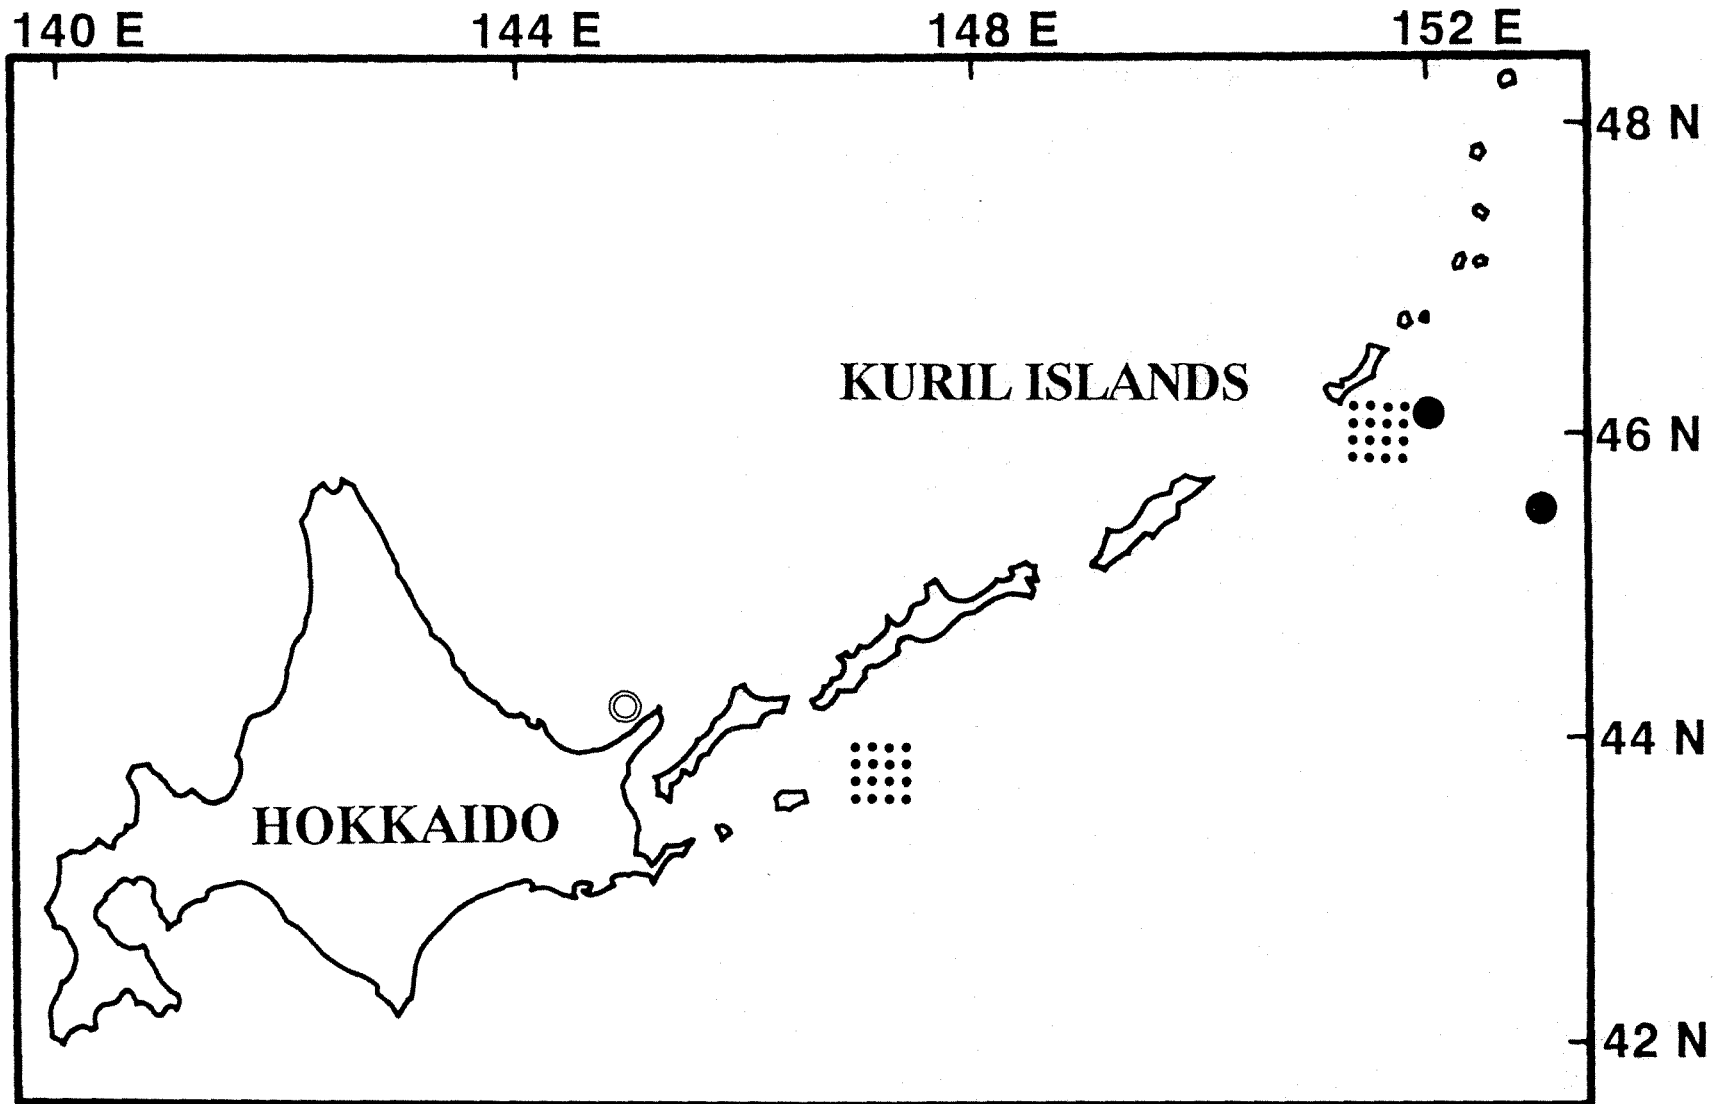 140 E 144 E 148 E 152 E
48 N
KURIL ISLANDS
46 N
44 N
HOKKAIDO
42 N